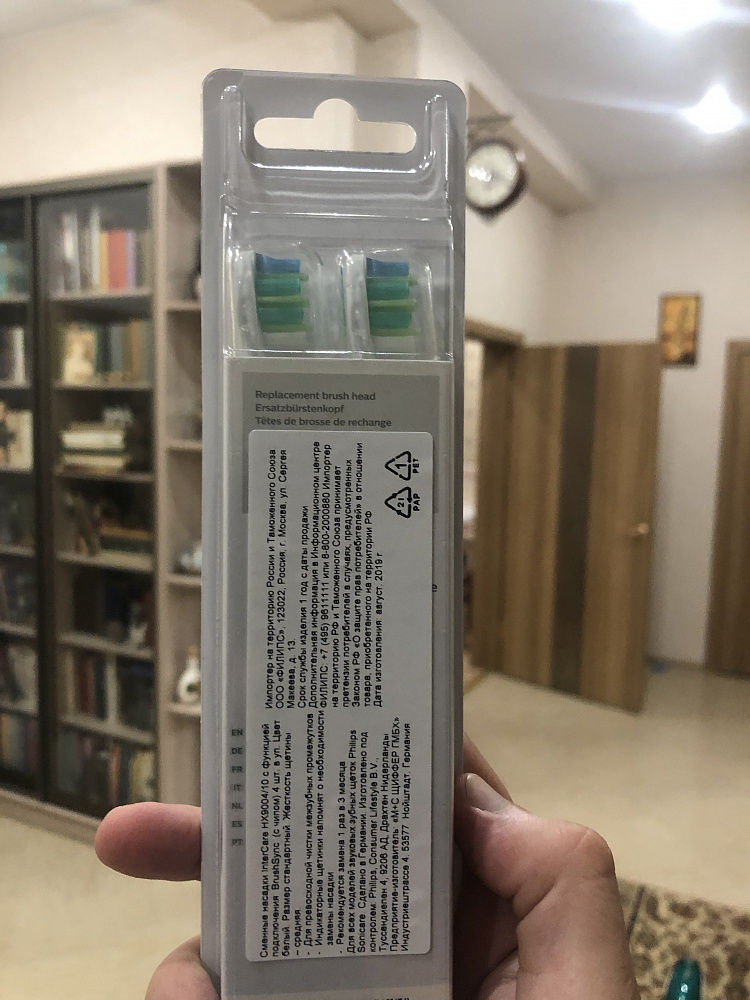 Replacement brush head
Ersatzbürstenkopf
Têtes de brosse de rechange
Сменные насадки InterCare HX9004/10 с функцией
подключения BrushSync (с чипом) 4 шт. в уп. Цвет
белый. Размер стандартный. Жесткость щетины
– средняя
- Для превосходной чистки межзубных промежутков
- Индикаторные щетинки напомнят о необходимости
замены насадки
- Рекомендуется замена 1 раз в 3 месяца
Для всех моделей звуковых зубных щеток Philips
Sonicare. Сделано в Германии. Изготовлено под
контролем: Philips, Consumer Lifestyle B.V.,
Туссендиепен 4, 9206 АД, Драхтен Нидерланды
Предприятие-изготовитель: «М+С ШИФФЕР ГМБХ»
Индустриештрассе 4, 53577 Нойштадт, Германия
Импортер на территорию России и Таможенного Союза
ООО «ФИЛИПС», 123022, Россия, г. Москва, ул. Сергея
Макеева, д. 13.
Срок службы изделия 1 год с даты продажи
Дополнительная информация в Информационном центре
ФИЛИПС: +7 (495) 9611111 или 8-800-2000880 Импортер
на территорию РФ и Таможенного Союза принимает
претензии потребителей в случаях, предусмотренных
Законом РФ «О защите прав потребителей» в отношении
товара, приобретенного на территории РФ
Дата изготовления: август, 2019 г
1
PET
21
PAP
EN
DE
FR
IT
NL
ES
PT